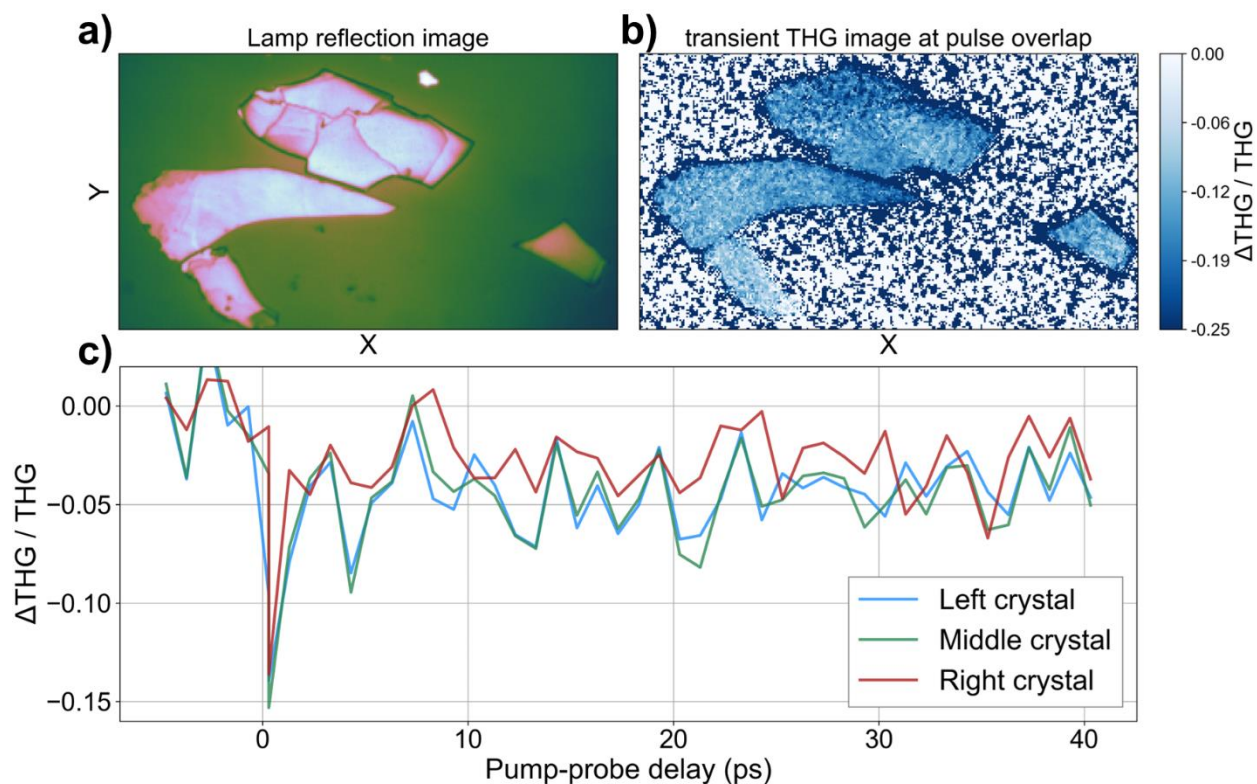 a)
Lamp reflection image
Y
X
b)
transient THG image at pulse overlap
X
0.00
-0.06
-0.12
-0.19
-0.25
ΔTHG / THG
c)
0.00
−0.05
−0.10
−0.15
ΔTHG / THG
Left crystal
Middle crystal
Right crystal
0 10 20 30 40
Pump-probe delay (ps)